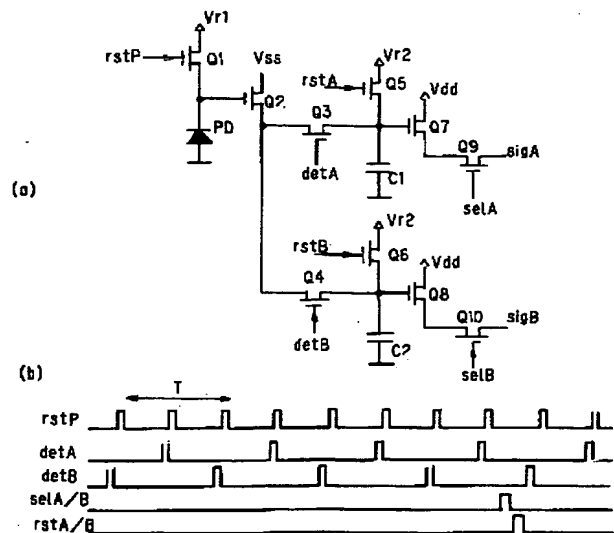 (a)
Vr1
rstP
Q1
Vss
Q2
PD
Vr2
rstA
Q5
Vdd
Q3
Q7
detA
C1
Q9
sigA
selA
Vr2
rstB
Q6
Vdd
Q4
Q8
detB
C2
Q10
sigB
selB
(b)
T
rstP
detA
detB
selA/B
rstA/B